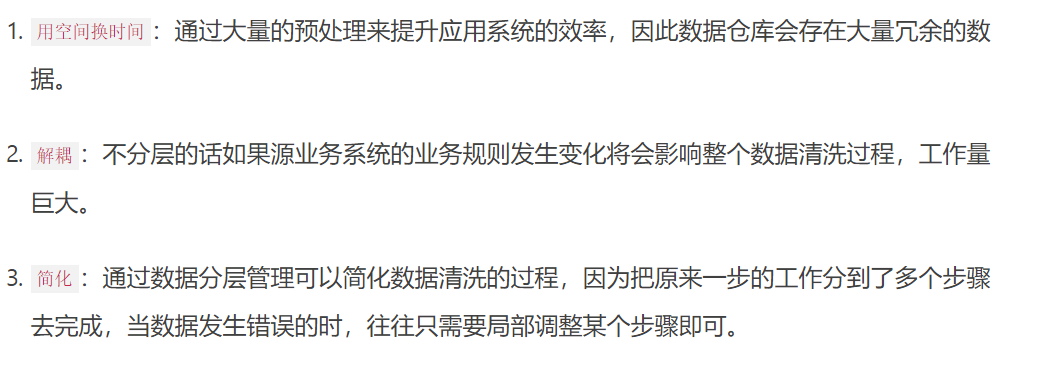 1. 用空间换时间：通过大量的预处理来提升应用系统的效率，因此数据仓库会存在大量冗余的数
据。
2. 解耦：不分层的话如果源业务系统的业务规则发生变化将会影响整个数据清洗过程，工作量
巨大。
3. 简化：通过数据分层管理可以简化数据清洗的过程，因为把原来一步的工作分到了多个步骤
去完成，当数据发生错误的时，往往只需要局部调整某个步骤即可。